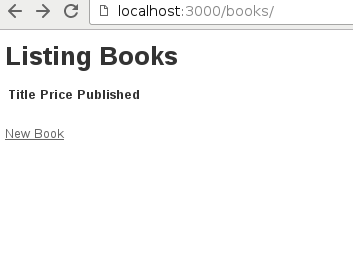 localhost:3000/books/
Listing Books
Title Price Published
New Book